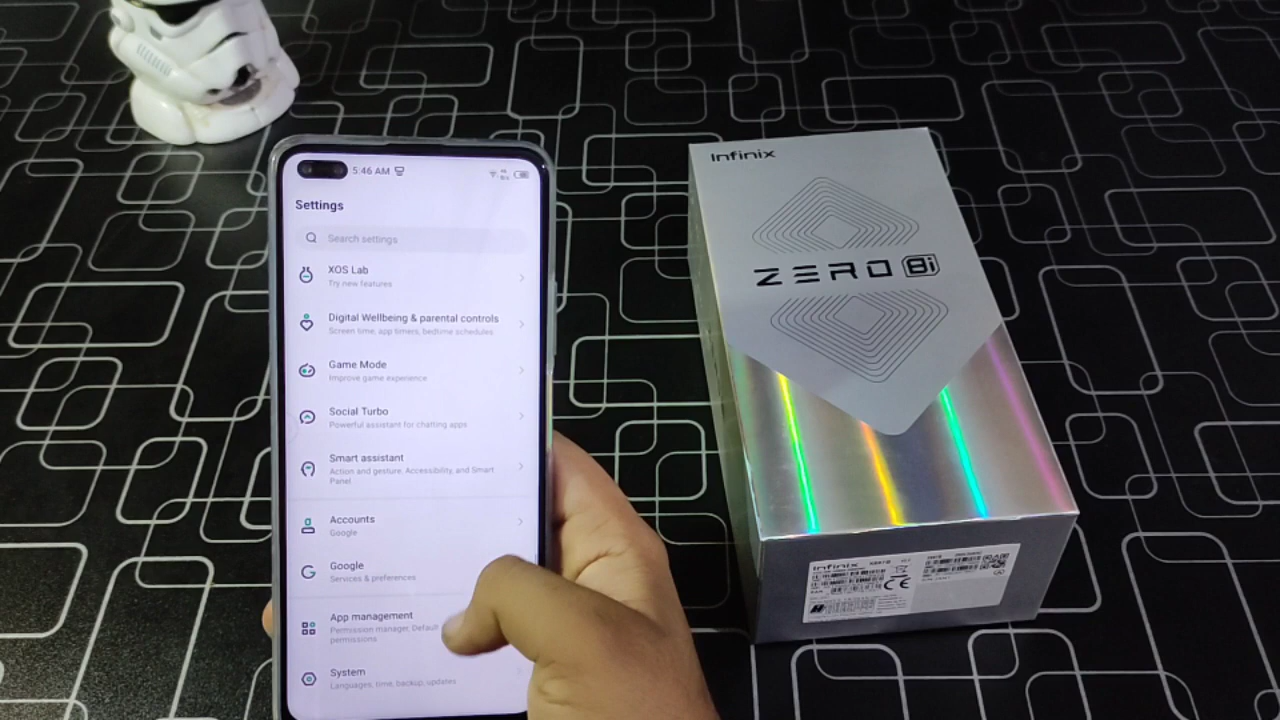 5:46 AM
Settings
Search settings
XOS Lab
Try new features
Digital Wellbeing & parental controls
Screen time, app timers, bedtime schedules
Game Mode
Improve game experience
Social Turbo
Powerful assistant for chatting apps
Smart assistant
Action and gesture, Accessibility, and Smart
Panel
Accounts
Google
Google
Services & preferences
App management
Permission manager, Default
permissions
System
Languages, time, backup, updates
Infinix
ZERO 8i
Infinix
CE